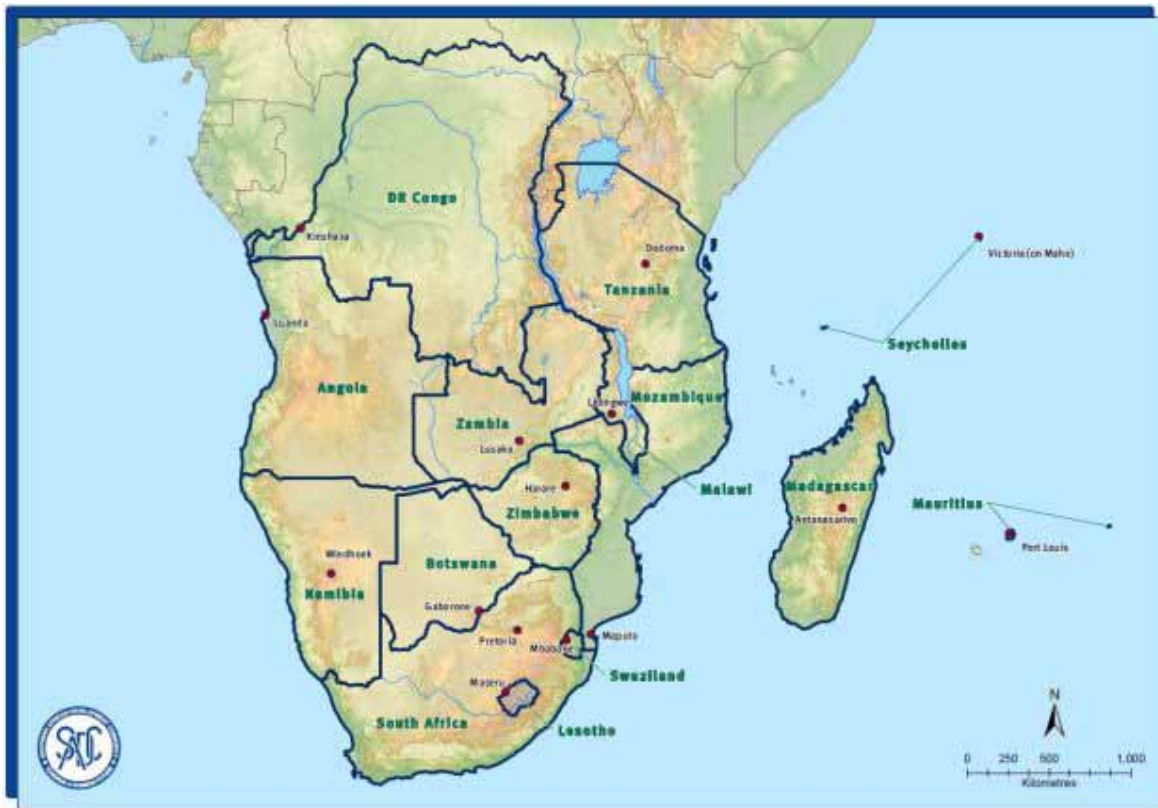 DR Congo
Kinshasa
Dodoma
Victoria (on Mahe)
Tanzania
Luanda
Seychelles
Angola
Mozambique
Lilongwe
Zambia
Lusaka
Malawi
Madagascar
Harare
Zimbabwe
Mauritius
Antananarivo
Port Louis
Windhoek
Botswana
Namibia
Gaborone
Pretoria
Mbabane
Maputo
Swaziland
Maseru
South Africa
Lesotho
N
SADC
0 250 500 1,000
Kilometres